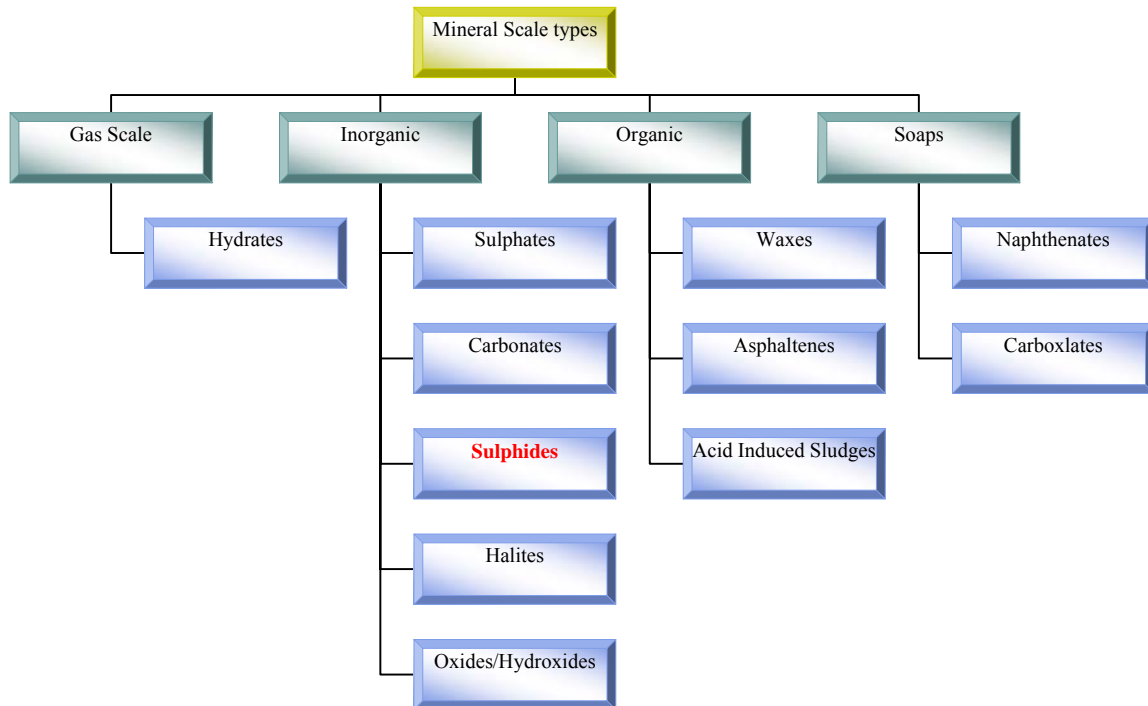 Mineral Scale types
Gas Scale
Inorganic
Organic
Soaps
Hydrates
Sulphates
Waxes
Naphthenates
Carbonates
Asphaltenes
Carboxlates
Sulphides
Acid Induced Sludges
Halites
Oxides/Hydroxides